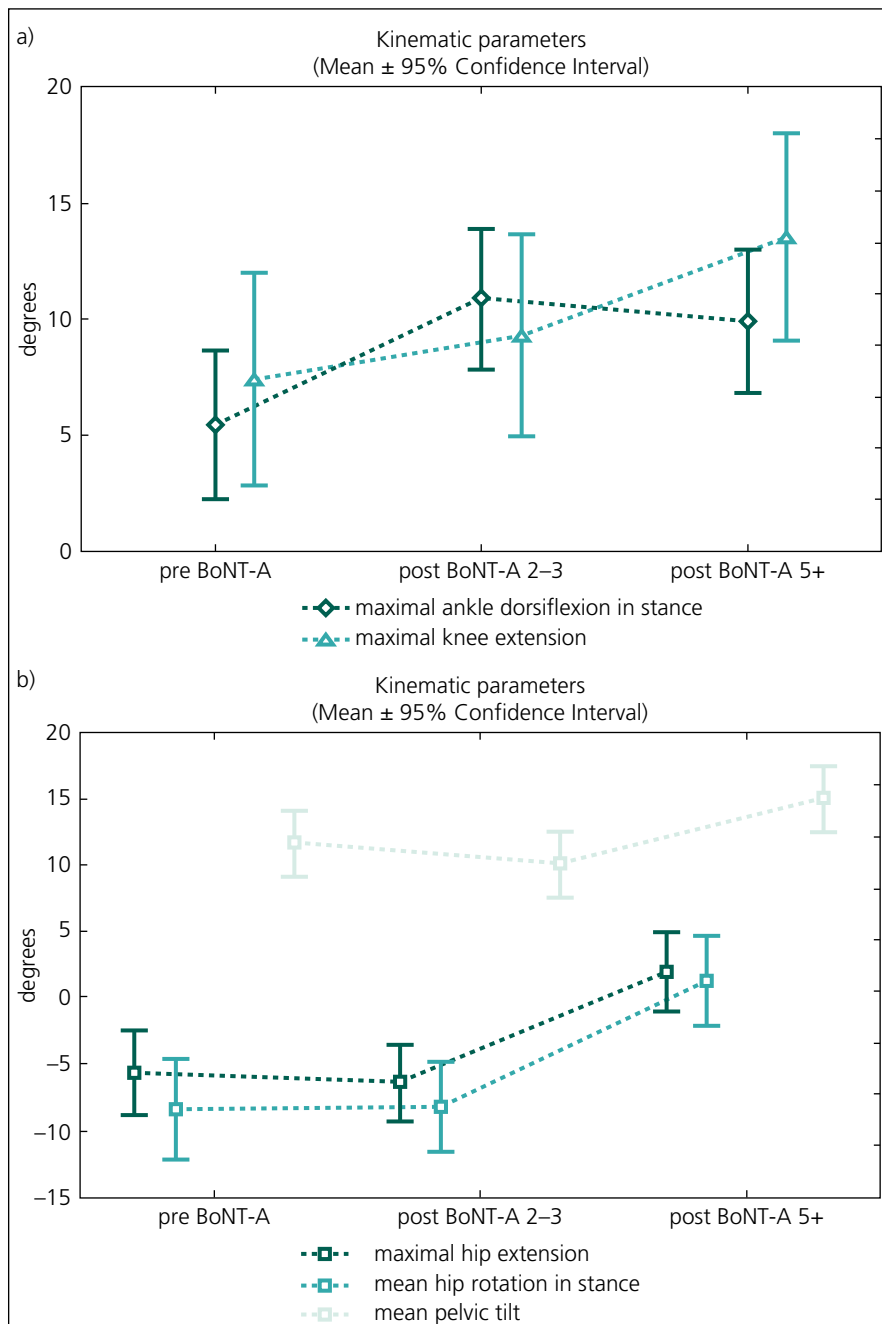 a)
Kinematic parameters
(Mean ± 95% Confidence Interval)
20
15
10
5
0
degrees
pre BoNT-A post BoNT-A 2–3 post BoNT-A 5+
maximal ankle dorsiflexion in stance
maximal knee extension
b)
Kinematic parameters
(Mean ± 95% Confidence Interval)
20
15
10
5
0
−5
−10
−15
degrees
pre BoNT-A post BoNT-A 2–3 post BoNT-A 5+
maximal hip extension
mean hip rotation in stance
mean pelvic tilt